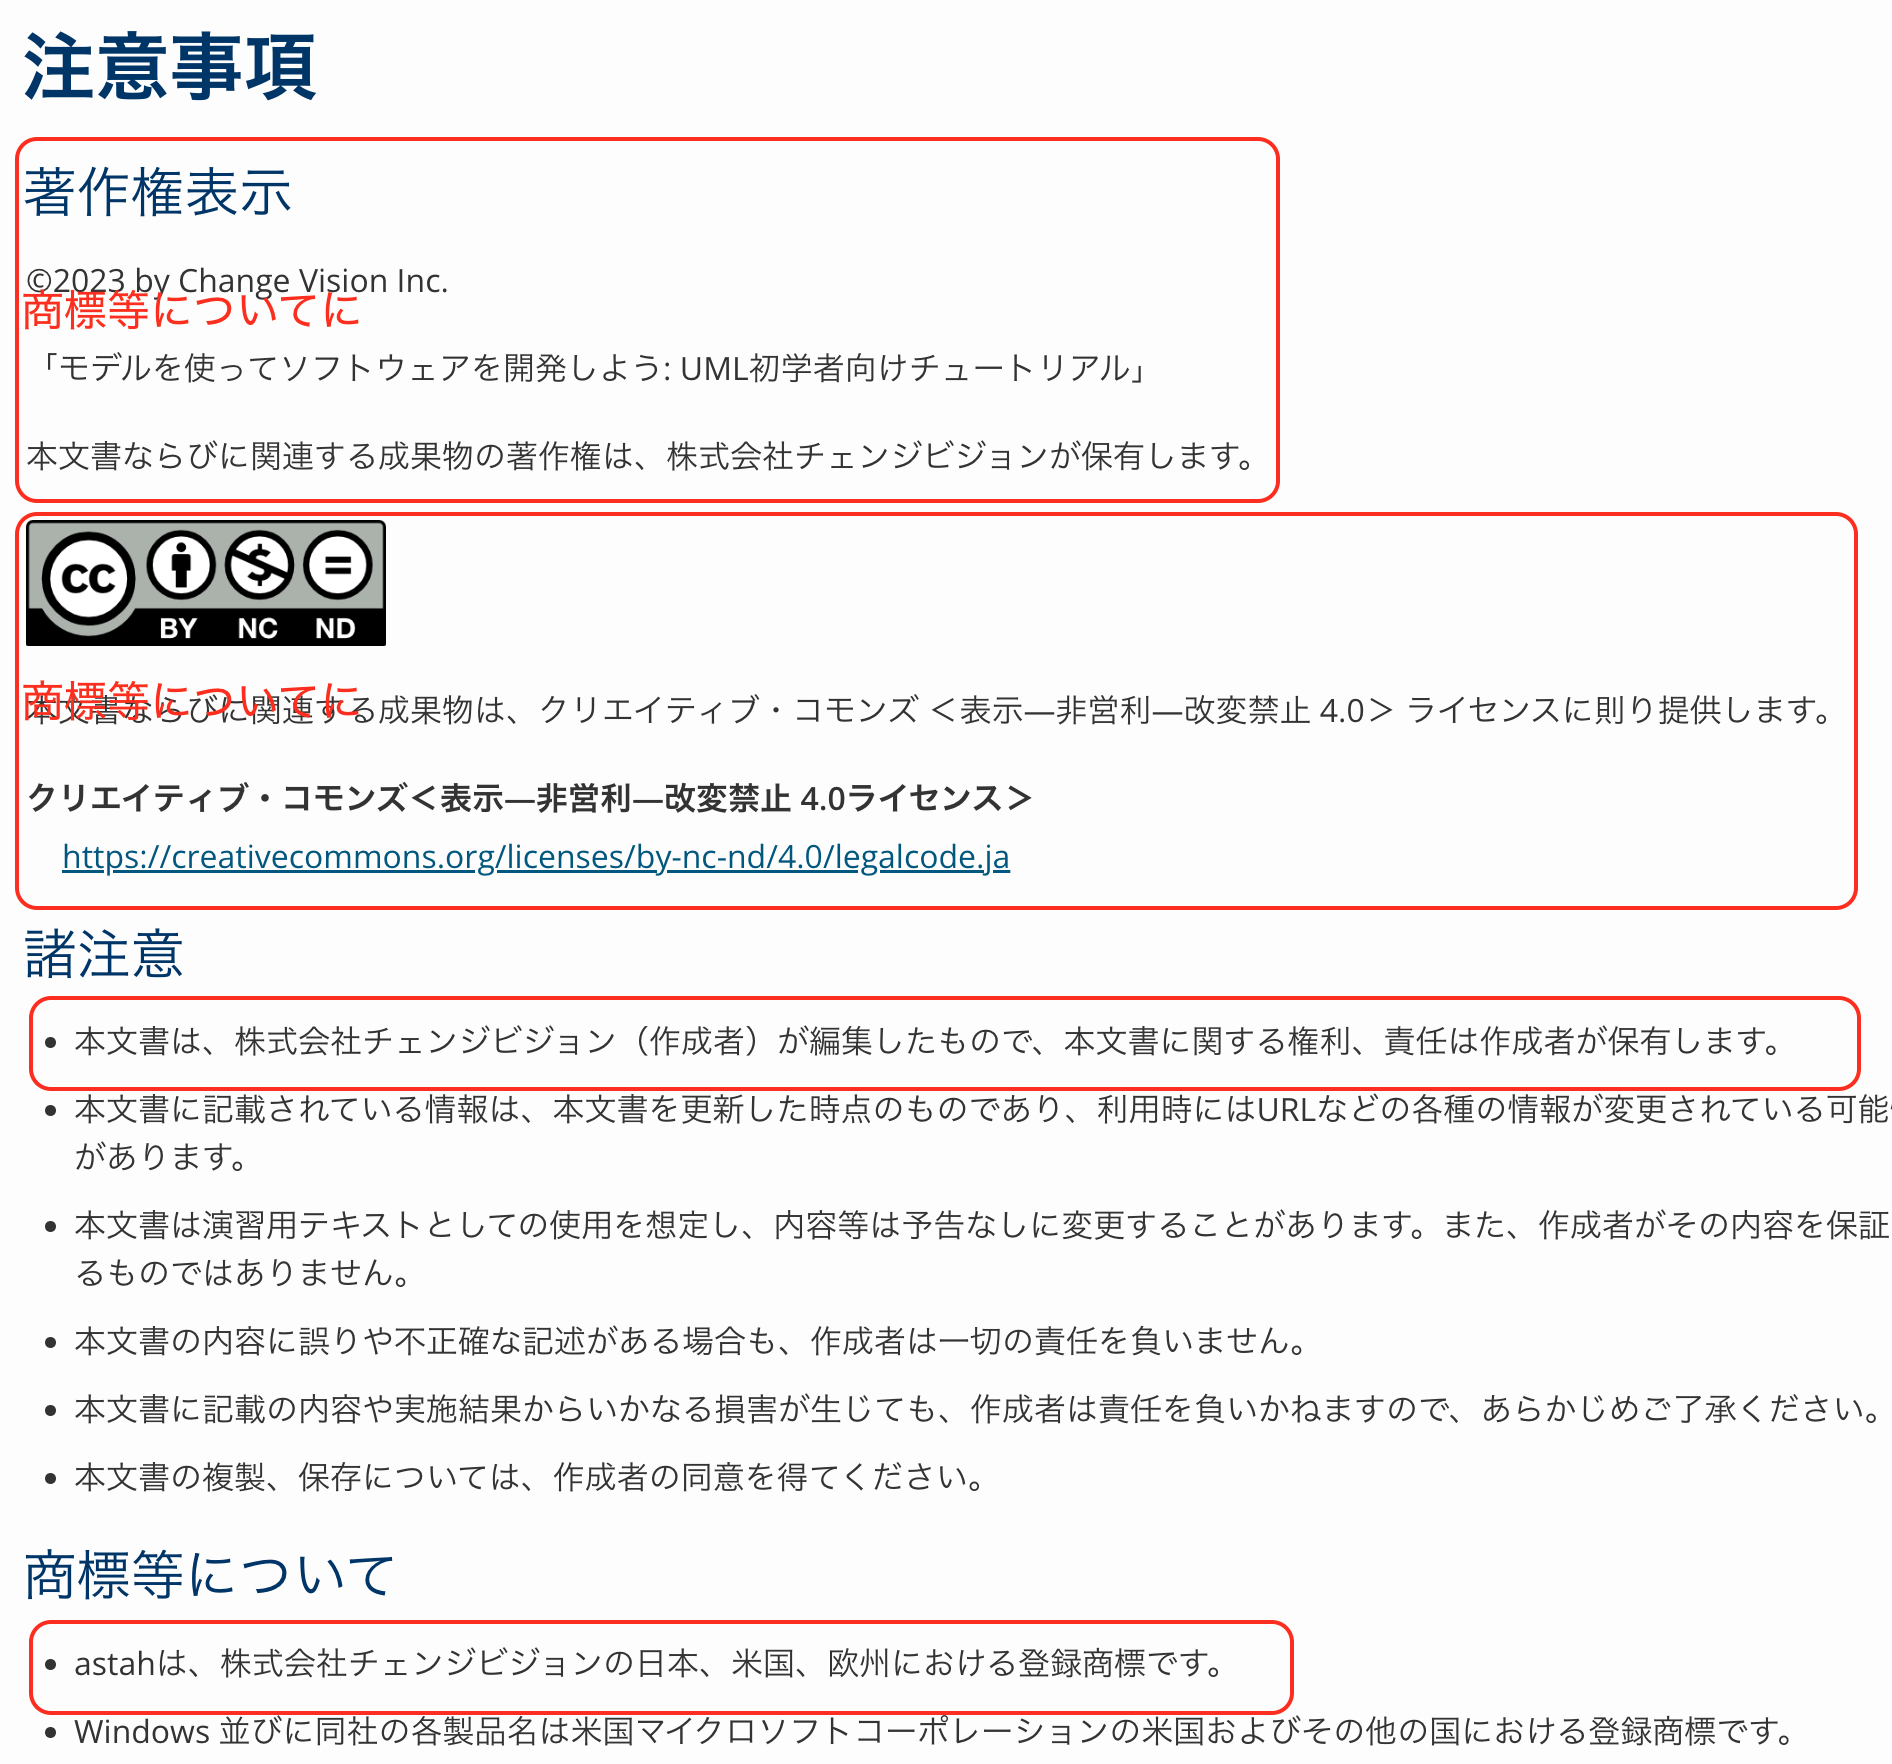 注意事項
著作権表示
©2023 by Change Vision Inc.
商標等についてに
「モデルを使ってソフトウェアを開発しよう: UML初学者向けチュートリアル」
本文書ならびに関連する成果物の著作権は、株式会社チェンジビジョンが保有します。
CC BY NC ND
商標等についてに
本文書ならびに関連する成果物は、クリエイティブ・コモンズ ＜表示—非営利—改変禁止 4.0＞ ライセンスに則り提供します。
クリエイティブ・コモンズ＜表示—非営利—改変禁止 4.0ライセンス＞
https://creativecommons.org/licenses/by-nc-nd/4.0/legalcode.ja
諸注意
• 本文書は、株式会社チェンジビジョン（作成者）が編集したもので、本文書に関する権利、責任は作成者が保有します。
• 本文書に記載されている情報は、本文書を更新した時点のものであり、利用時にはURLなどの各種の情報が変更されている可能
があります。
• 本文書は演習用テキストとしての使用を想定し、内容等は予告なしに変更することがあります。また、作成者がその内容を保証
るものではありません。
• 本文書の内容に誤りや不正確な記述がある場合も、作成者は一切の責任を負いません。
• 本文書に記載の内容や実施結果からいかなる損害が生じても、作成者は責任を負いかねますので、あらかじめご了承ください。
• 本文書の複製、保存については、作成者の同意を得てください。
商標等について
• astahは、株式会社チェンジビジョンの日本、米国、欧州における登録商標です。
• Windows 並びに同社の各製品名は米国マイクロソフトコーポレーションの米国およびその他の国における登録商標です。